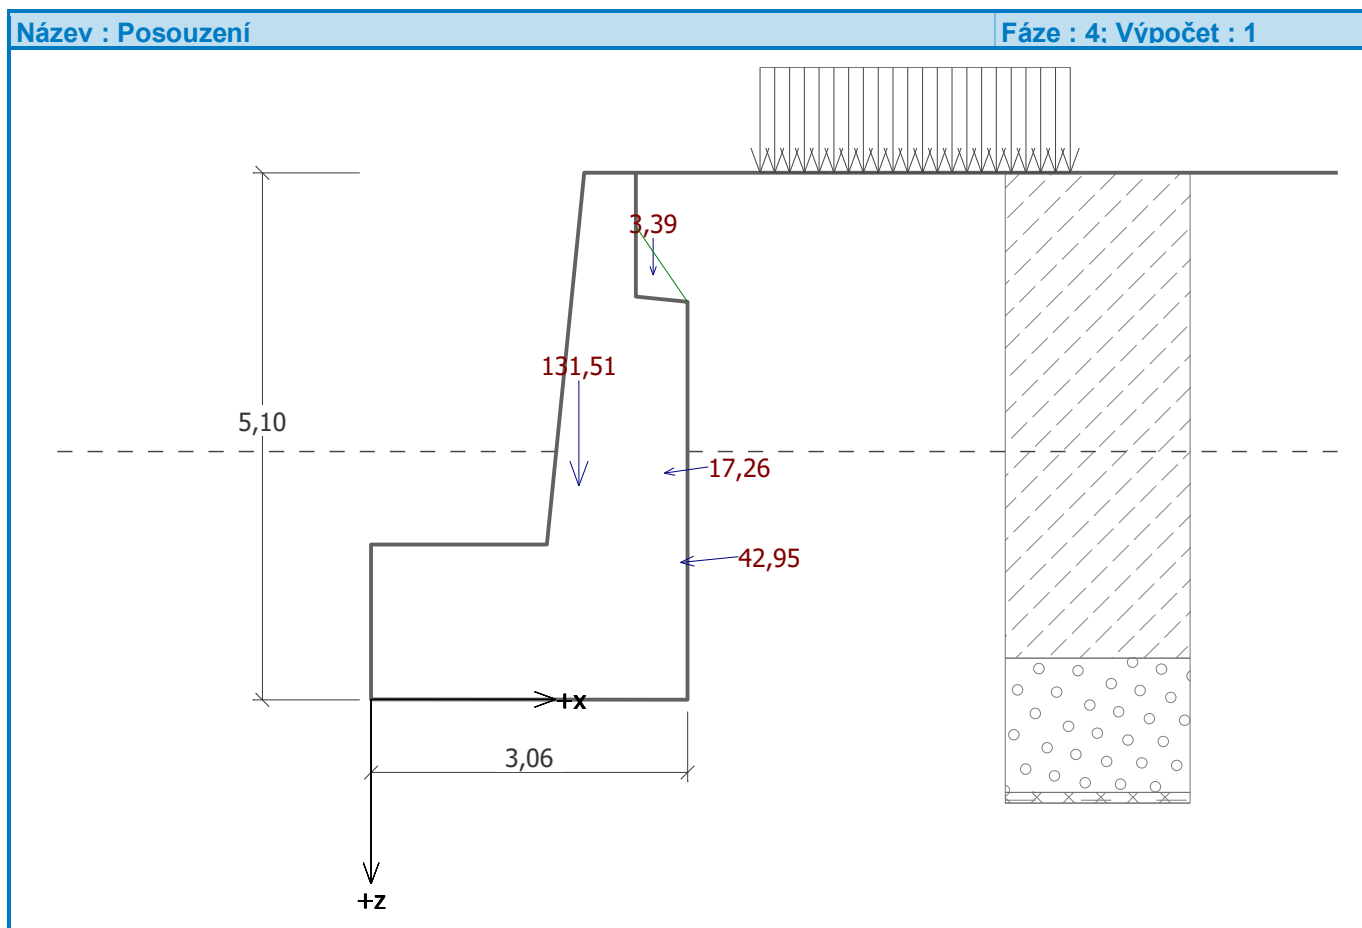 Název : Posouzení
Fáze : 4; Výpočet : 1
3,39
131,51
5,10
17,26
42,95
+x
3,06
+z